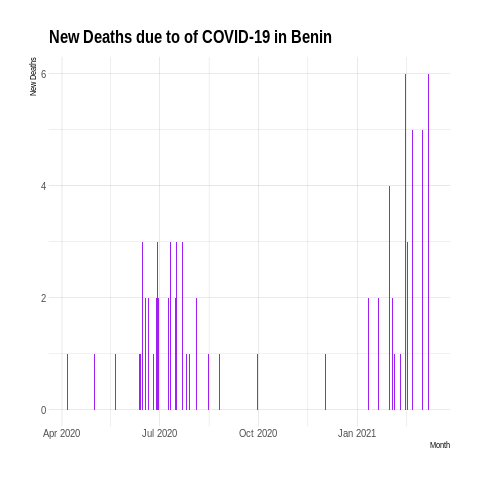 New Deaths due to of COVID-19 in Benin
New Deaths
6
4
2
0
Apr 2020 Jul 2020 Oct 2020 Jan 2021
Month